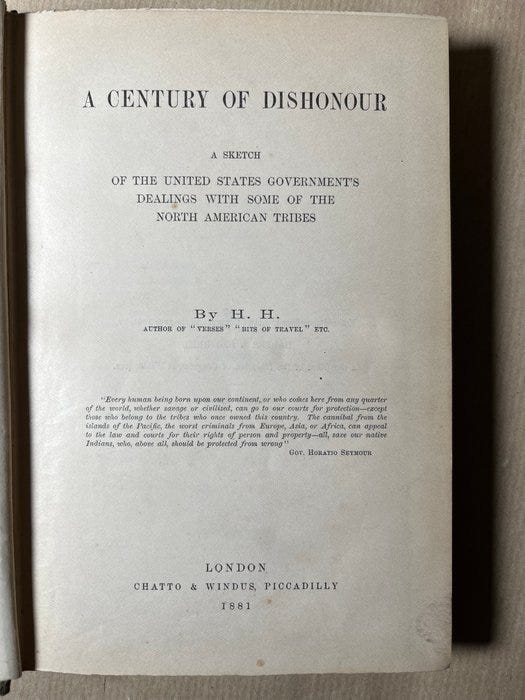 A CENTURY OF DISHONOUR
A SKETCH
OF THE UNITED STATES GOVERNMENT'S
DEALINGS WITH SOME OF THE
NORTH AMERICAN TRIBES
By H. H.
AUTHOR OF "VERSES" "BITS OF TRAVEL" ETC.
"Every human being born upon our continent, or who comes here from any quarter
of the world, whether savage or civilized, can go to our courts for protection—except
those who belong to the tribes who once owned this country. The cannibal from the
islands of the Pacific, the worst criminals from Europe, Asia, or Africa, can appeal
to the law and courts for their rights of person and property—all, save our native
Indians, who, above all, should be protected from wrong"
Gov. Horatio Seymour
LONDON
CHATTO & WINDUS, PICCADILLY
1881